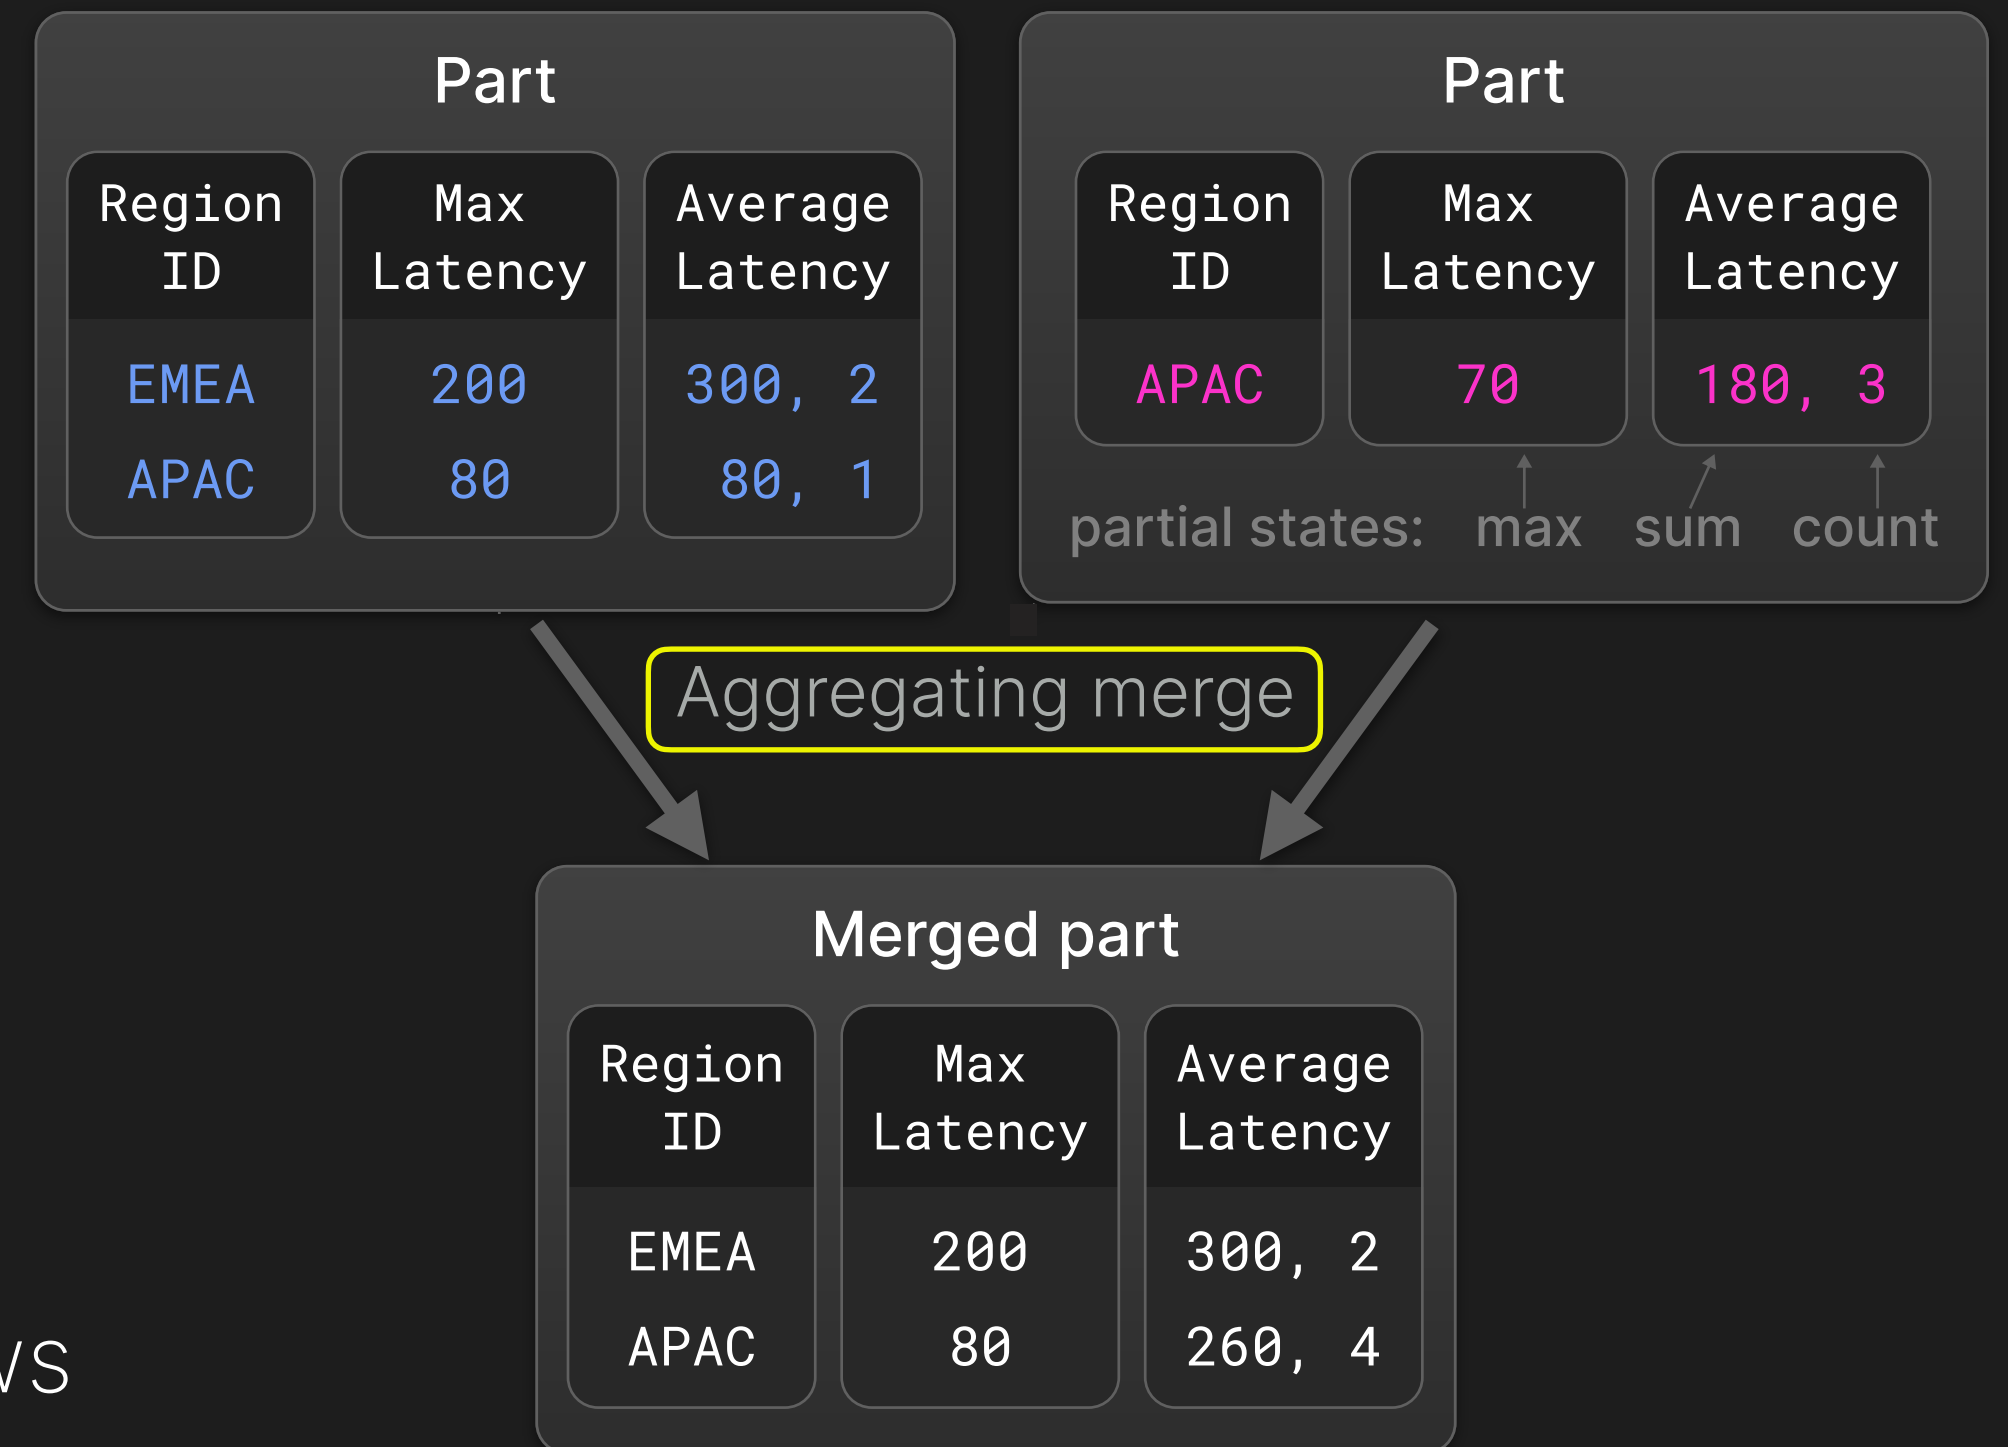 Part
Region
ID
Max
Latency
Average
Latency
EMEA 200 300, 2
APAC 80 80, 1
Part
Region
ID
Max
Latency
Average
Latency
APAC 70 180, 3
partial states: max sum count
Aggregating merge
Merged part
Region
ID
Max
Latency
Average
Latency
EMEA 200 300, 2
APAC 80 260, 4